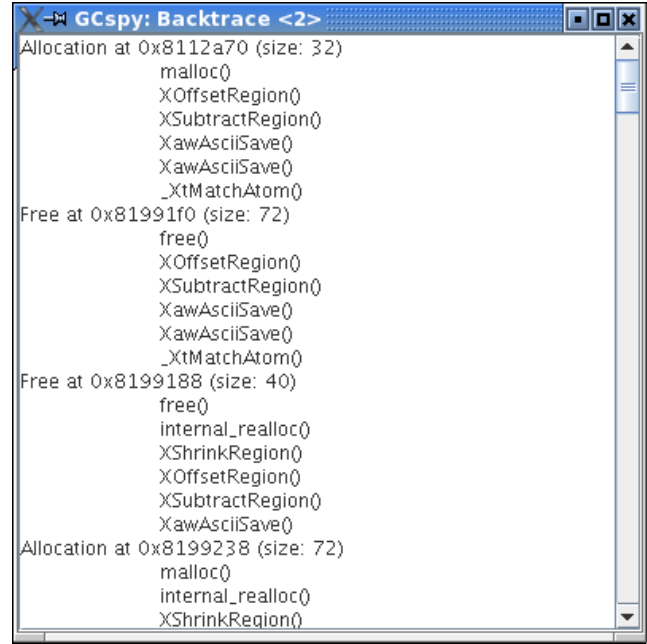 GCspy: Backtrace <2>
Allocation at 0x8112a70 (size: 32)
malloc()
XOffsetRegion()
XSubtractRegion()
XawAsciiSave()
XawAsciiSave()
_XtMatchAtom()
Free at 0x81991f0 (size: 72)
free()
XOffsetRegion()
XSubtractRegion()
XawAsciiSave()
XawAsciiSave()
_XtMatchAtom()
Free at 0x8199188 (size: 40)
free()
internal_realloc()
XShrinkRegion()
XOffsetRegion()
XSubtractRegion()
XawAsciiSave()
Allocation at 0x8199238 (size: 72)
malloc()
internal_realloc()
XShrinkRegion()